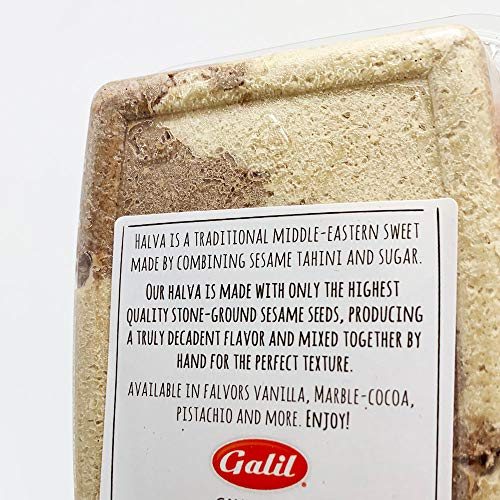 HALVA IS A TRADITIONAL MIDDLE-EASTERN SWEET
MADE BY COMBINING SESAME TAHINI AND SUGAR.
OUR HALVA IS MADE WITH ONLY THE HIGHEST
QUALITY STONE-GROUND SESAME SEEDS, PRODUCING
A TRULY DECADENT FLAVOR AND MIXED TOGETHER BY
HAND FOR THE PERFECT TEXTURE.
AVAILABLE IN FALVORS VANILLA, MARBLE-COCOA,
PISTACHIO AND MORE. ENJOY!
Galil®